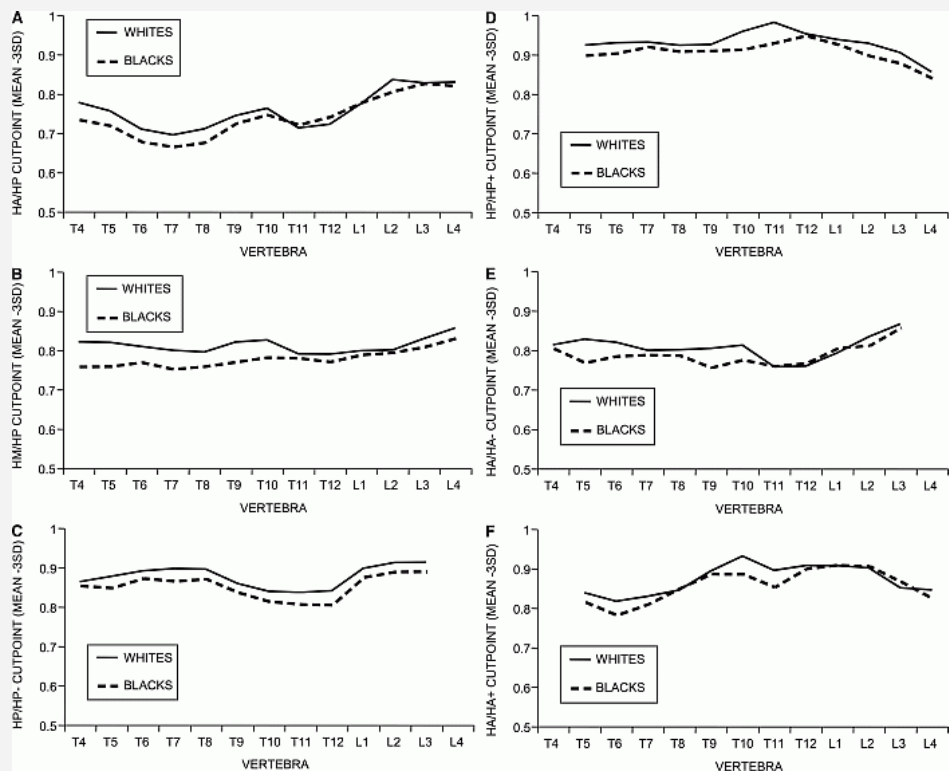 A
HA/HP CUTPOINT (MEAN -3SD)
1
0.9
0.8
0.7
0.6
0.5
WHITES
BLACKS
T4 T5 T6 T7 T8 T9 T10 T11 T12 L1 L2 L3 L4
VERTEBRA
B
HM/HP CUTPOINT (MEAN -3SD)
1
0.9
0.8
0.7
0.6
0.5
WHITES
BLACKS
T4 T5 T6 T7 T8 T9 T10 T11 T12 L1 L2 L3 L4
VERTEBRA
C
HP/HP- CUTPOINT (MEAN -3SD)
1
0.9
0.8
0.7
0.6
0.5
WHITES
BLACKS
T4 T5 T6 T7 T8 T9 T10 T11 T12 L1 L2 L3 L4
VERTEBRA
D
HP/HP+ CUTPOINT (MEAN -3SD)
1
0.9
0.8
0.7
0.6
0.5
WHITES
BLACKS
T4 T5 T6 T7 T8 T9 T10 T11 T12 L1 L2 L3 L4
VERTEBRA
E
HA/HA- CUTPOINT (MEAN -3SD)
1
0.9
0.8
0.7
0.6
0.5
WHITES
BLACKS
T4 T5 T6 T7 T8 T9 T10 T11 T12 L1 L2 L3 L4
VERTEBRA
F
HA/HA+ CUTPOINT (MEAN -3SD)
1
0.9
0.8
0.7
0.6
0.5
WHITES
BLACKS
T4 T5 T6 T7 T8 T9 T10 T11 T12 L1 L2 L3 L4
VERTEBRA